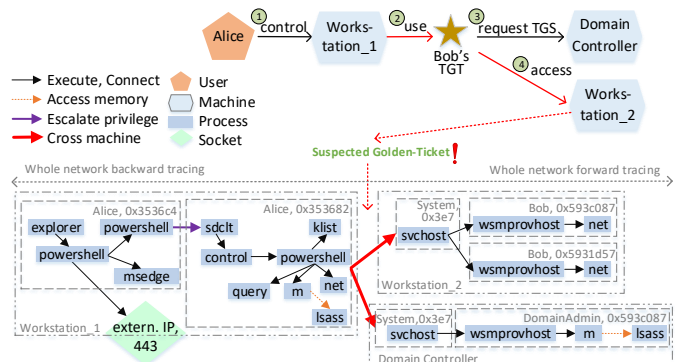 1
control
2
use
3
request TGS
Alice
Works-
tation_1
Bob's
TGT
Domain
Controller
4
access
Works-
tation_2
Execute, Connect
Access memory
Escalate privilege
Cross machine
User
Machine
Process
Socket
Suspected Golden-Ticket!
Whole network backward tracing
Whole network forward tracing
Alice, 0x3536c4
explorer
powershell
powershell
msedge
Workstation_1
extern. IP,
443
Alice, 0x353682
sdclt
klist
control
powershell
query
m
net
lsass
System,
0x3e7
svchost
Bob, 0x593c087
wsmprovhost
net
Bob, 0x5931d57
wsmprovhost
net
Workstation_2
System,0x3e7
svchost
DomainAdmin, 0x593c087
wsmprovhost
m
lsass
Domain Controller